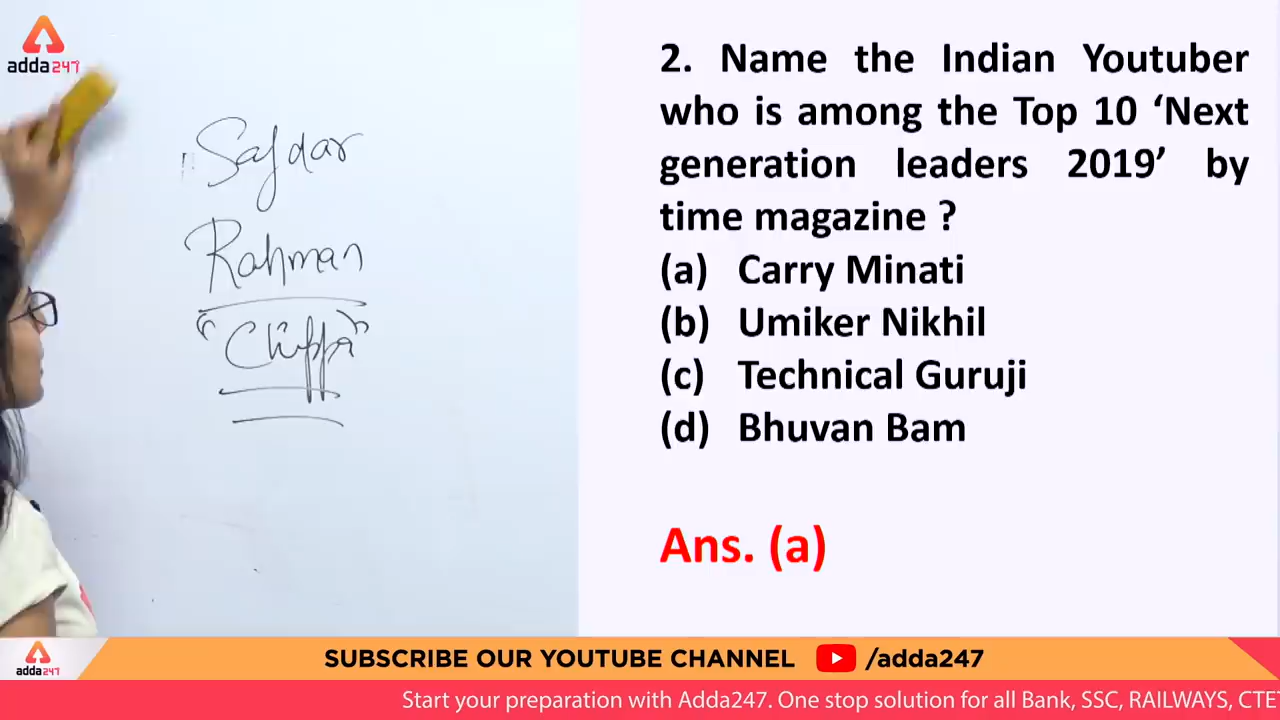 adda247
Safdar
Rahman
"Chippa"
2. Name the Indian Youtuber
who is among the Top 10 ‘Next
generation leaders 2019’ by
time magazine ?
(a) Carry Minati
(b) Umiker Nikhil
(c) Technical Guruji
(d) Bhuvan Bam
Ans. (a)
adda247
SUBSCRIBE OUR YOUTUBE CHANNEL /adda247
Start your preparation with Adda247. One stop solution for all Bank, SSC, RAILWAYS, CTET